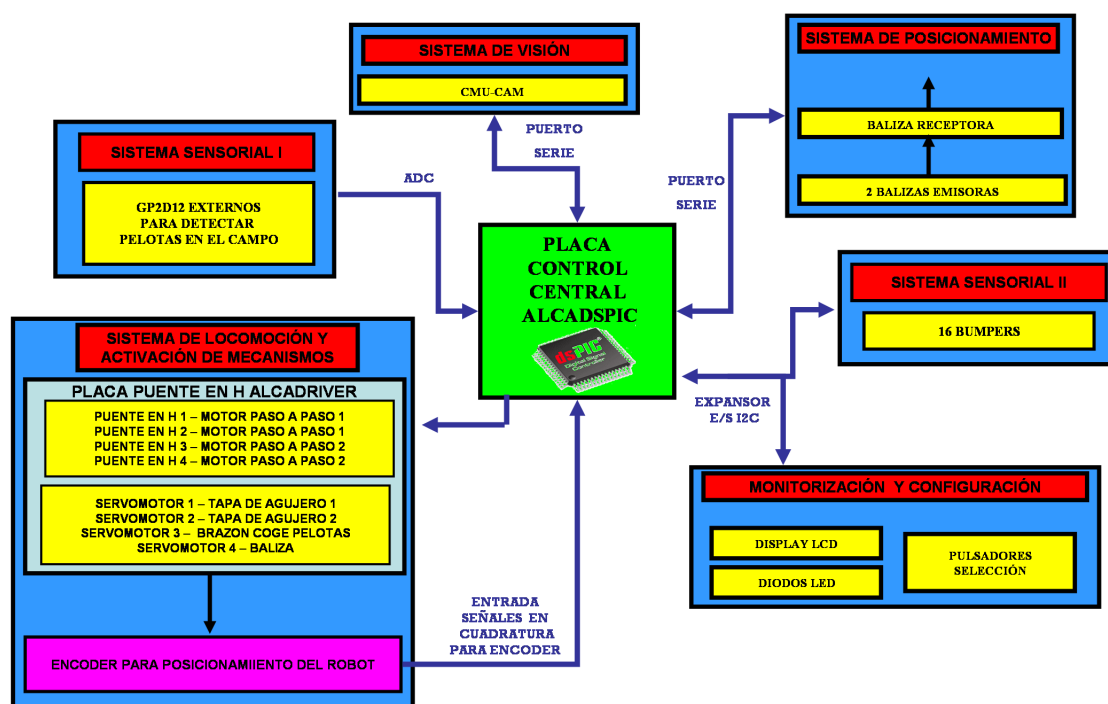 SISTEMA DE VISIÓN
CMU-CAM
SISTEMA DE POSICIONAMIENTO
BALIZA RECEPTORA
2 BALIZAS EMISORAS
SISTEMA SENSORIAL I
GP2D12 EXTERNOS
PARA DETECTAR
PELOTAS EN EL CAMPO
ADC
PUERTO
SERIE
PUERTO
SERIE
PLACA
CONTROL
CENTRAL
ALCADSPIC
dsPIC®
Digital Signal
Controller
SISTEMA SENSORIAL II
16 BUMPERS
EXPANSOR
E/S I2C
SISTEMA DE LOCOMOCIÓN Y
ACTIVACIÓN DE MECANISMOS
PLACA PUENTE EN H ALCADRIVER
PUENTE EN H 1 – MOTOR PASO A PASO 1
PUENTE EN H 2 – MOTOR PASO A PASO 1
PUENTE EN H 3 – MOTOR PASO A PASO 2
PUENTE EN H 4 – MOTOR PASO A PASO 2
SERVOMOTOR 1 – TAPA DE AGUJERO 1
SERVOMOTOR 2 – TAPA DE AGUJERO 2
SERVOMOTOR 3 – BRAZON COGE PELOTAS
SERVOMOTOR 4 – BALIZA
ENCODER PARA POSICIONAMIENTO DEL ROBOT
ENTRADA
SEÑALES EN
CUADRATURA
PARA ENCODER
MONITORIZACIÓN Y CONFIGURACIÓN
DISPLAY LCD
DIODOS LED
PULSADORES
SELECCIÓN